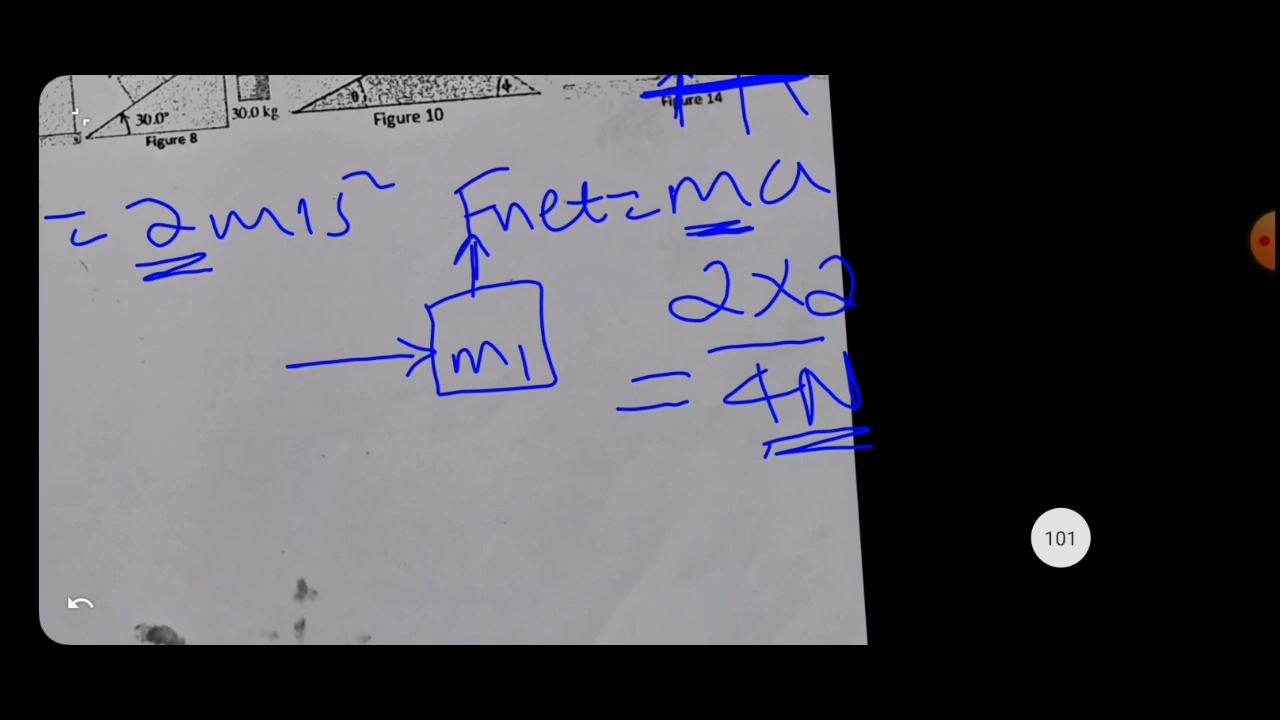 30.0°
Figure 8
30.0 kg
θ
ϕ
Figure 10
Figure 14
= 2 m/s²
Fnet = ma
2 × 2
= 4N
m1
101